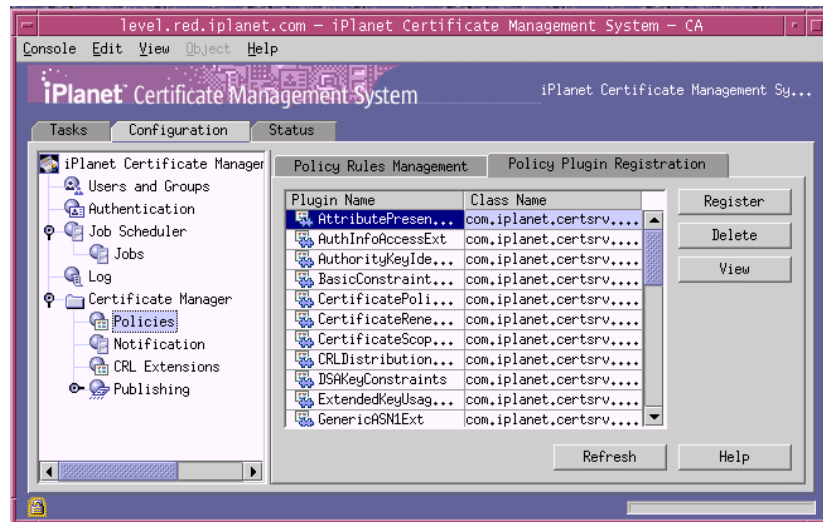 level.red.iplanet.com - iPlanet Certificate Management System - CA
Console Edit View Object Help
iPlanet Certificate Management System
iPlanet Certificate Management Sy...
Tasks Configuration Status
iPlanet Certificate Manager
Users and Groups
Authentication
Job Scheduler
Jobs
Log
Certificate Manager
Policies
Notification
CRL Extensions
Publishing
Policy Rules Management Policy Plugin Registration
Plugin Name Class Name
AttributePresen... com.iplanet.certsrv....
AuthInfoAccessExt com.iplanet.certsrv....
AuthorityKeyIde... com.iplanet.certsrv....
BasicConstraint... com.iplanet.certsrv....
CertificatePoli... com.iplanet.certsrv....
CertificateRene... com.iplanet.certsrv....
CertificateScop... com.iplanet.certsrv....
CRLDistribution... com.iplanet.certsrv....
DSAKeyConstraints com.iplanet.certsrv....
ExtendedKeyUsag... com.iplanet.certsrv....
GenericASN1Ext com.iplanet.certsrv....
Register
Delete
View
Refresh Help